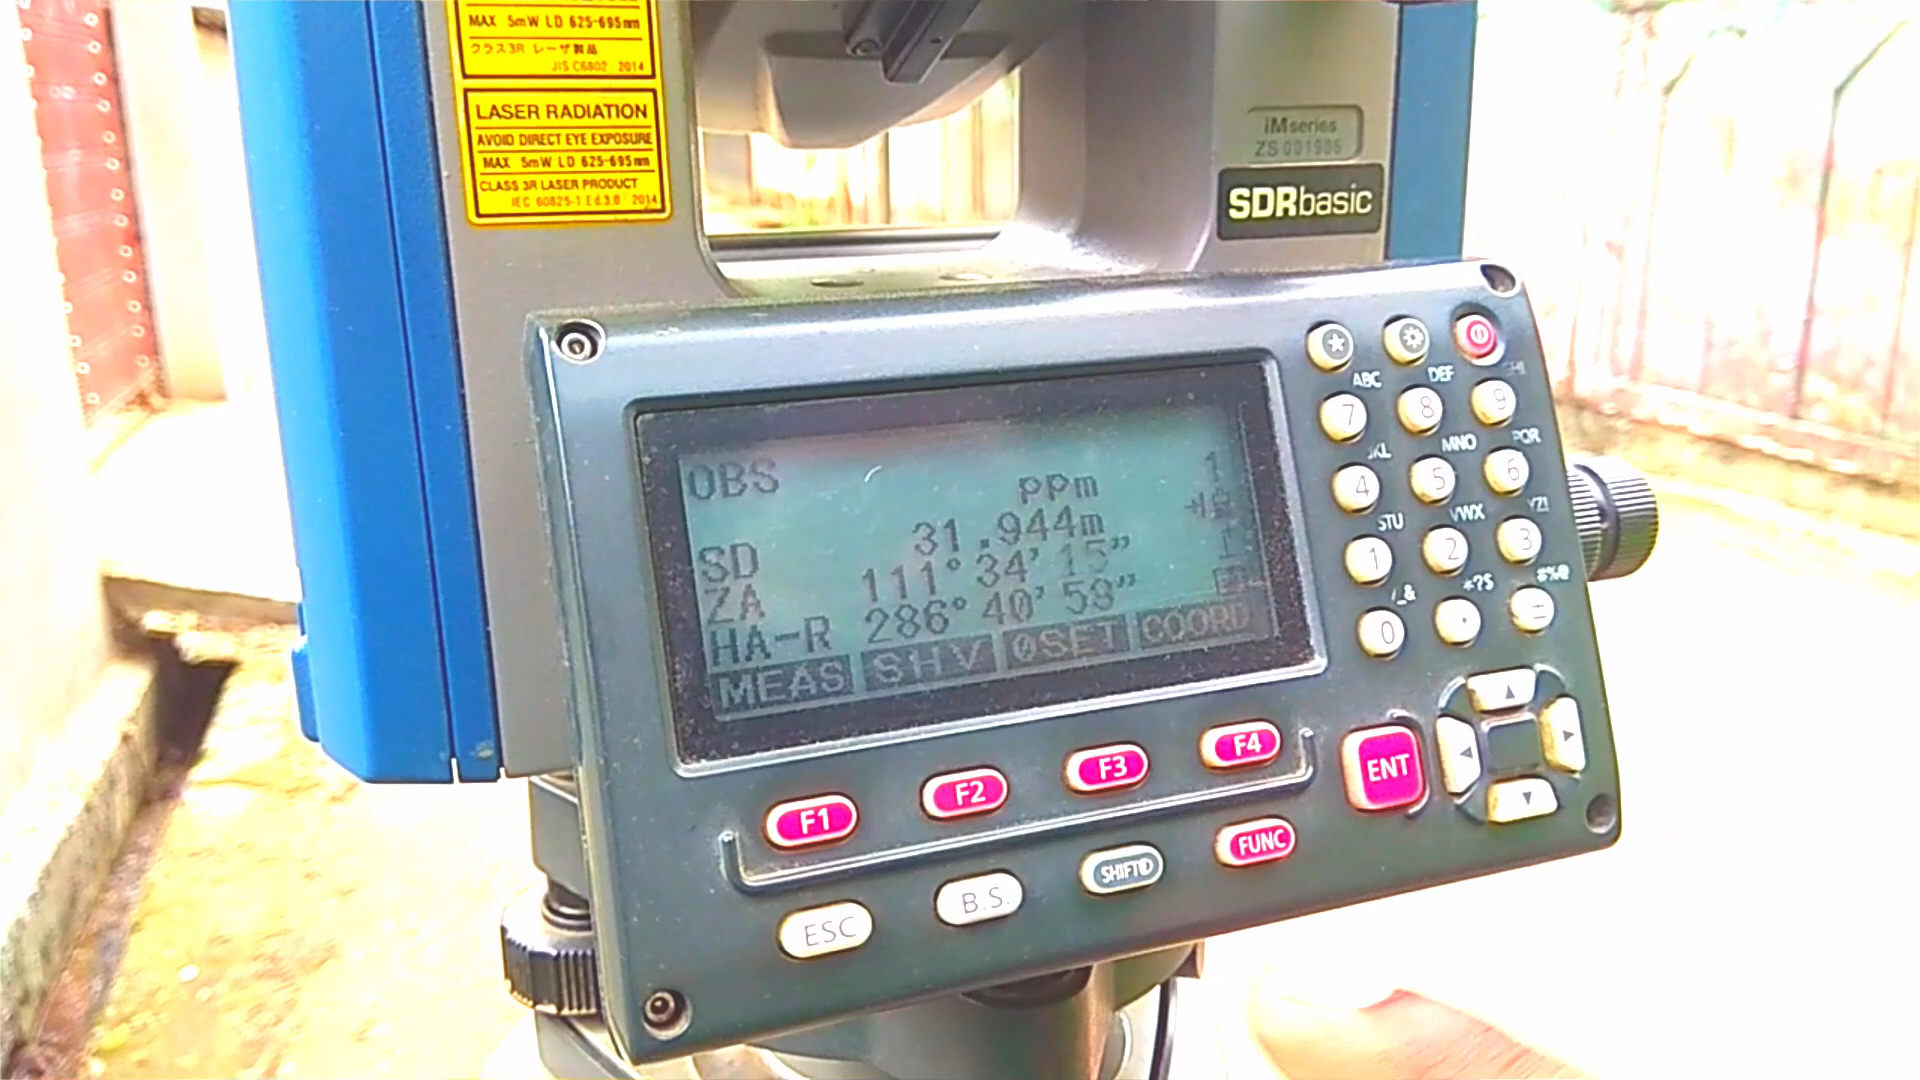 MAX 5mW LD 625-695nm
クラス3R レーザ製品
JIS C6802 2014
LASER RADIATION
AVOID DIRECT EYE EXPOSURE
MAX 5mW LD 625-695nm
CLASS 3R LASER PRODUCT
IEC 60825-1 Ed.3.0 2014
iMseries
ZS001906
SDRbasic
OBS 1
ppm
SD 31.944m
ZA 111°34'15"
HA-R 286°40'58"
MEAS SHV 0SET COORD
ABC DEF GHI
7 8 9
JKL MNO PQR
4 5 6
STU VWX YZ!
1 2 3
/_& *?$ #%@
0 . ±
F1 F2 F3 F4
ENT
ESC B.S. SHIFT FUNC